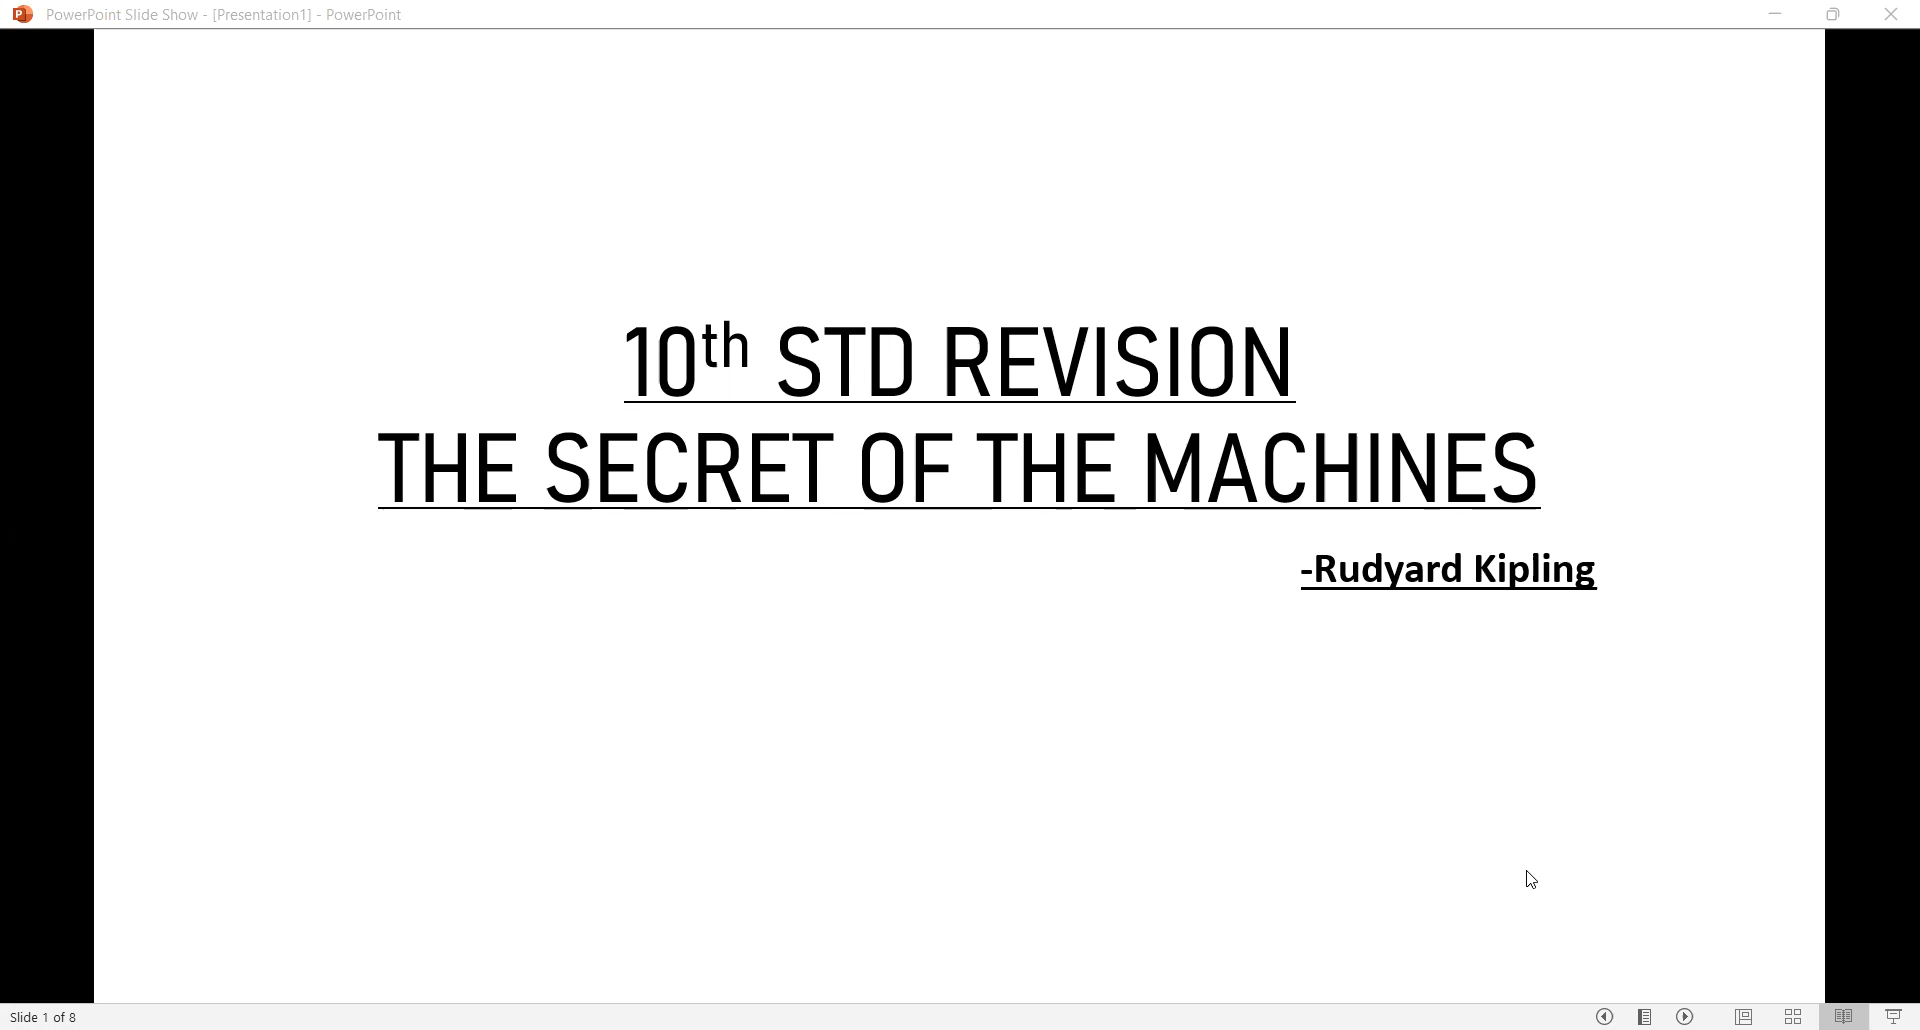 PowerPoint Slide Show - [Presentation1] - PowerPoint
10th STD REVISION
THE SECRET OF THE MACHINES
-Rudyard Kipling
Slide 1 of 8